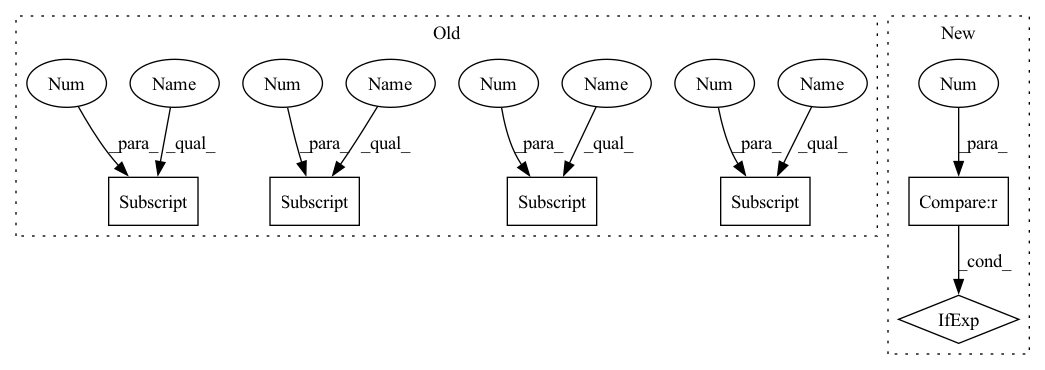 Old
New
Num Name Num Name Num Name Num Name Num
_para_ _qual_ _para_ _qual_ _para_ _qual_ _para_ _qual_ _para_
Subscript Subscript Subscript Subscript Compare:r
_cond_
IfExp